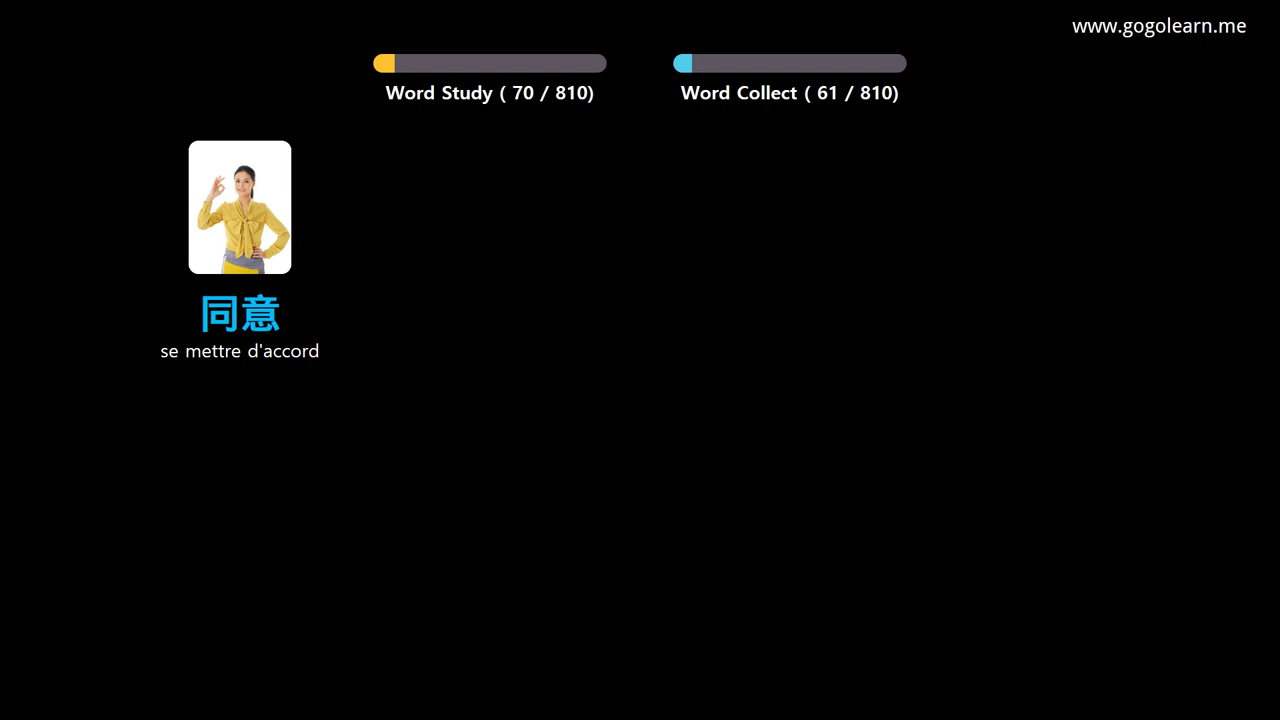 www.gogolearn.me
Word Study ( 70 / 810)
Word Collect ( 61 / 810)
同意
se mettre d'accord